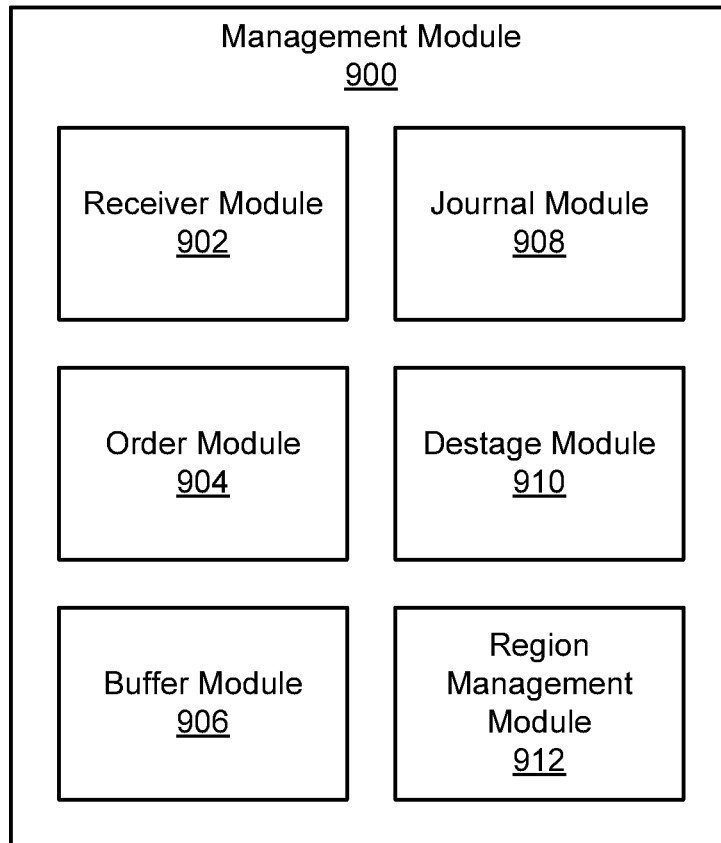 Management Module
900
Receiver Module
902
Journal Module
908
Order Module
904
Destage Module
910
Buffer Module
906
Region
Management
Module
912